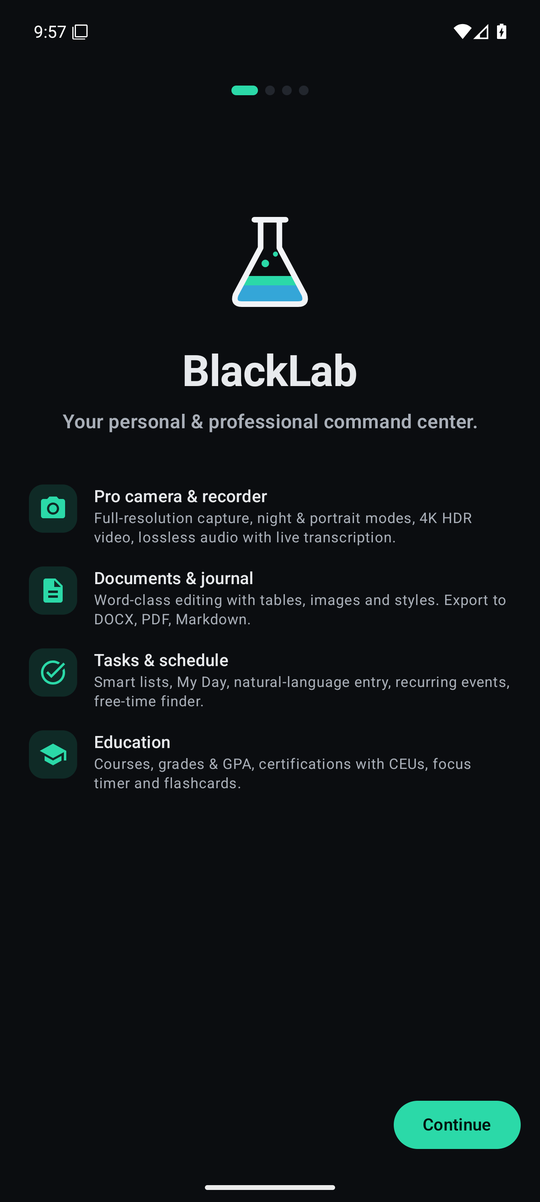 9:57
BlackLab
Your personal & professional command center.
Pro camera & recorder
Full-resolution capture, night & portrait modes, 4K HDR
video, lossless audio with live transcription.
Documents & journal
Word-class editing with tables, images and styles. Export to
DOCX, PDF, Markdown.
Tasks & schedule
Smart lists, My Day, natural-language entry, recurring events,
free-time finder.
Education
Courses, grades & GPA, certifications with CEUs, focus
timer and flashcards.
Continue